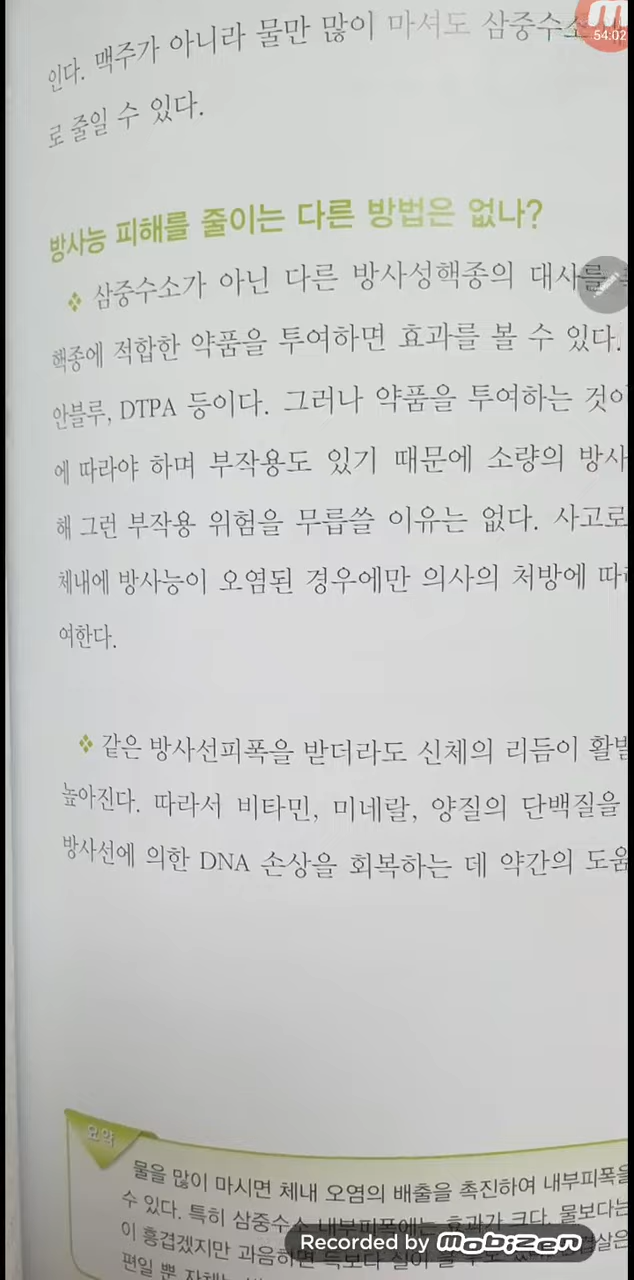 54:02
인다. 맥주가 아니라 물만 많이 마셔도 삼중수소
로 줄일 수 있다.
방사능 피해를 줄이는 다른 방법은 없나?
삼중수소가 아닌 다른 방사성핵종의 대사를
핵종에 적합한 약품을 투여하면 효과를 볼 수 있다.
안블루, DTPA 등이다. 그러나 약품을 투여하는 것이
에 따라야 하며 부작용도 있기 때문에 소량의 방사
해 그런 부작용 위험을 무릅쓸 이유는 없다. 사고로
체내에 방사능이 오염된 경우에만 의사의 처방에
여한다.
같은 방사선피폭을 받더라도 신체의 리듬이
높아진다. 따라서 비타민, 미네랄, 양질의 단백질을
방사선에 의한 DNA 손상을 회복하는 데 약간의
요약
물을 많이 마시면 체내 오염의 배출을 촉진하여 내부피폭을
수 있다. 특히 삼중수소 내부피폭에는 효과가 크다. 물보다는
이 흥겹겠지만 과음하면
편일 뿐
Recorded by mobizen